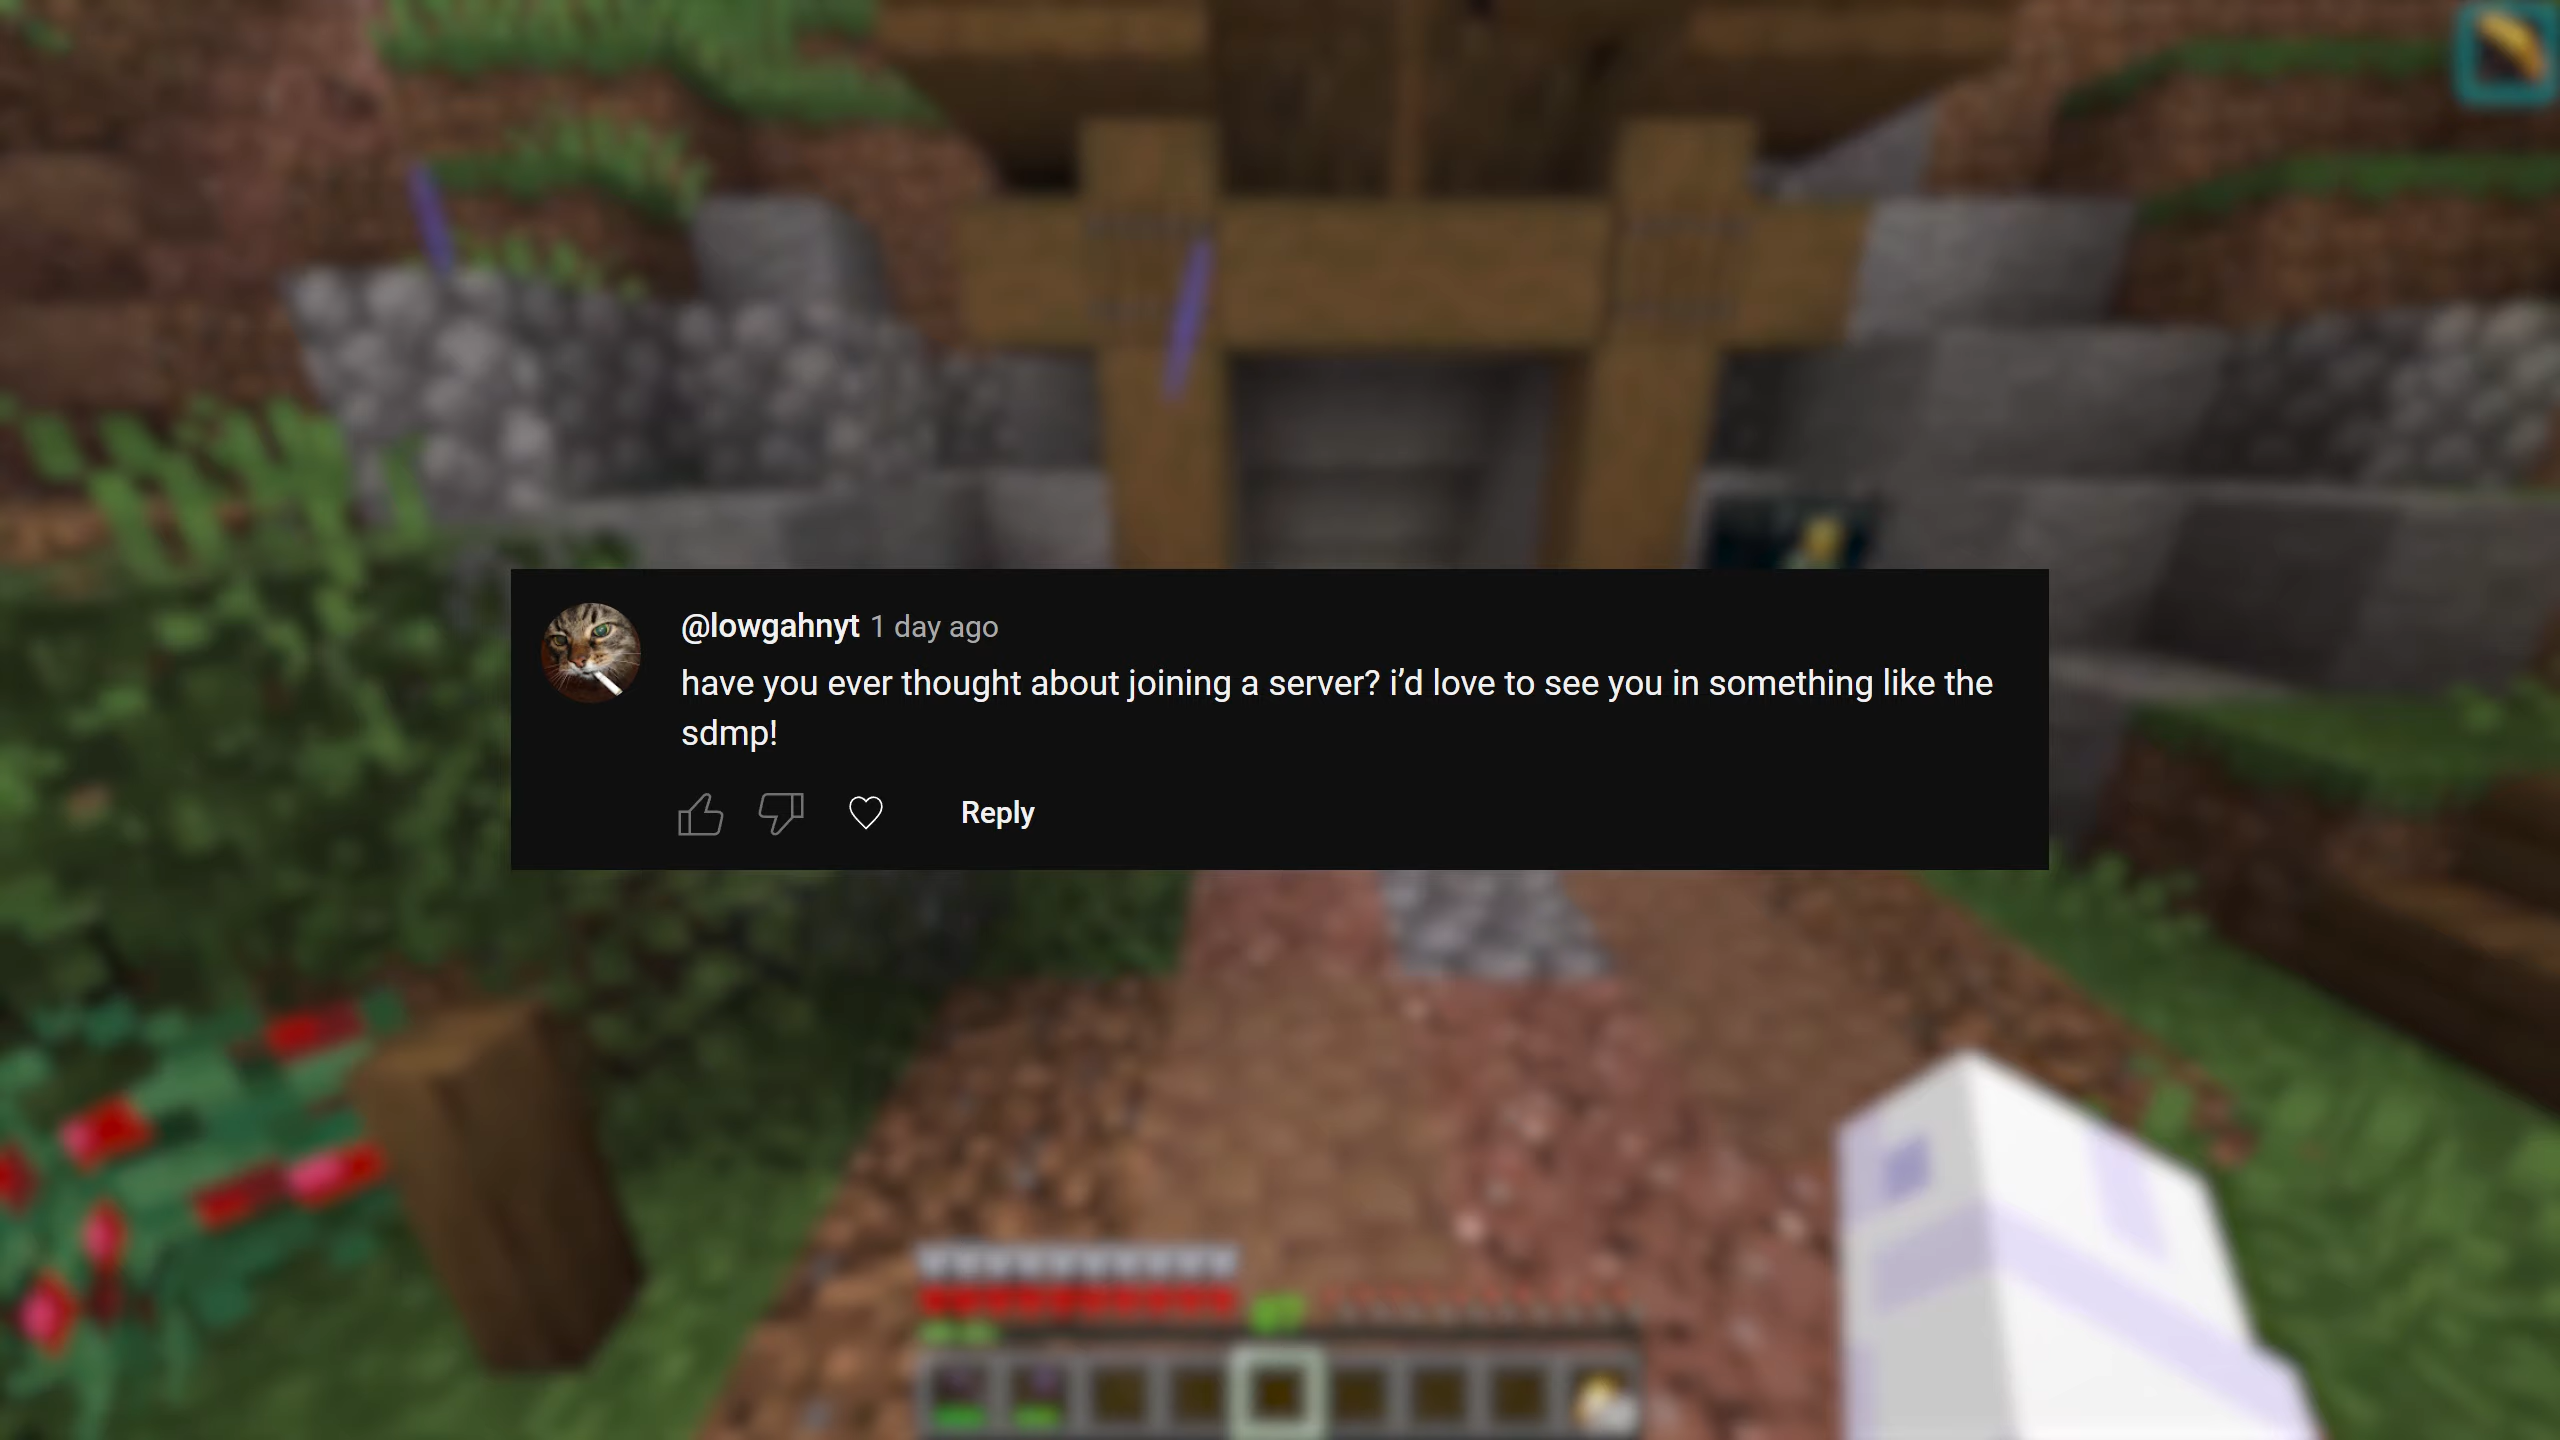 @lowgahnyt 1 day ago
have you ever thought about joining a server? i’d love to see you in something like the
sdmp!
Reply